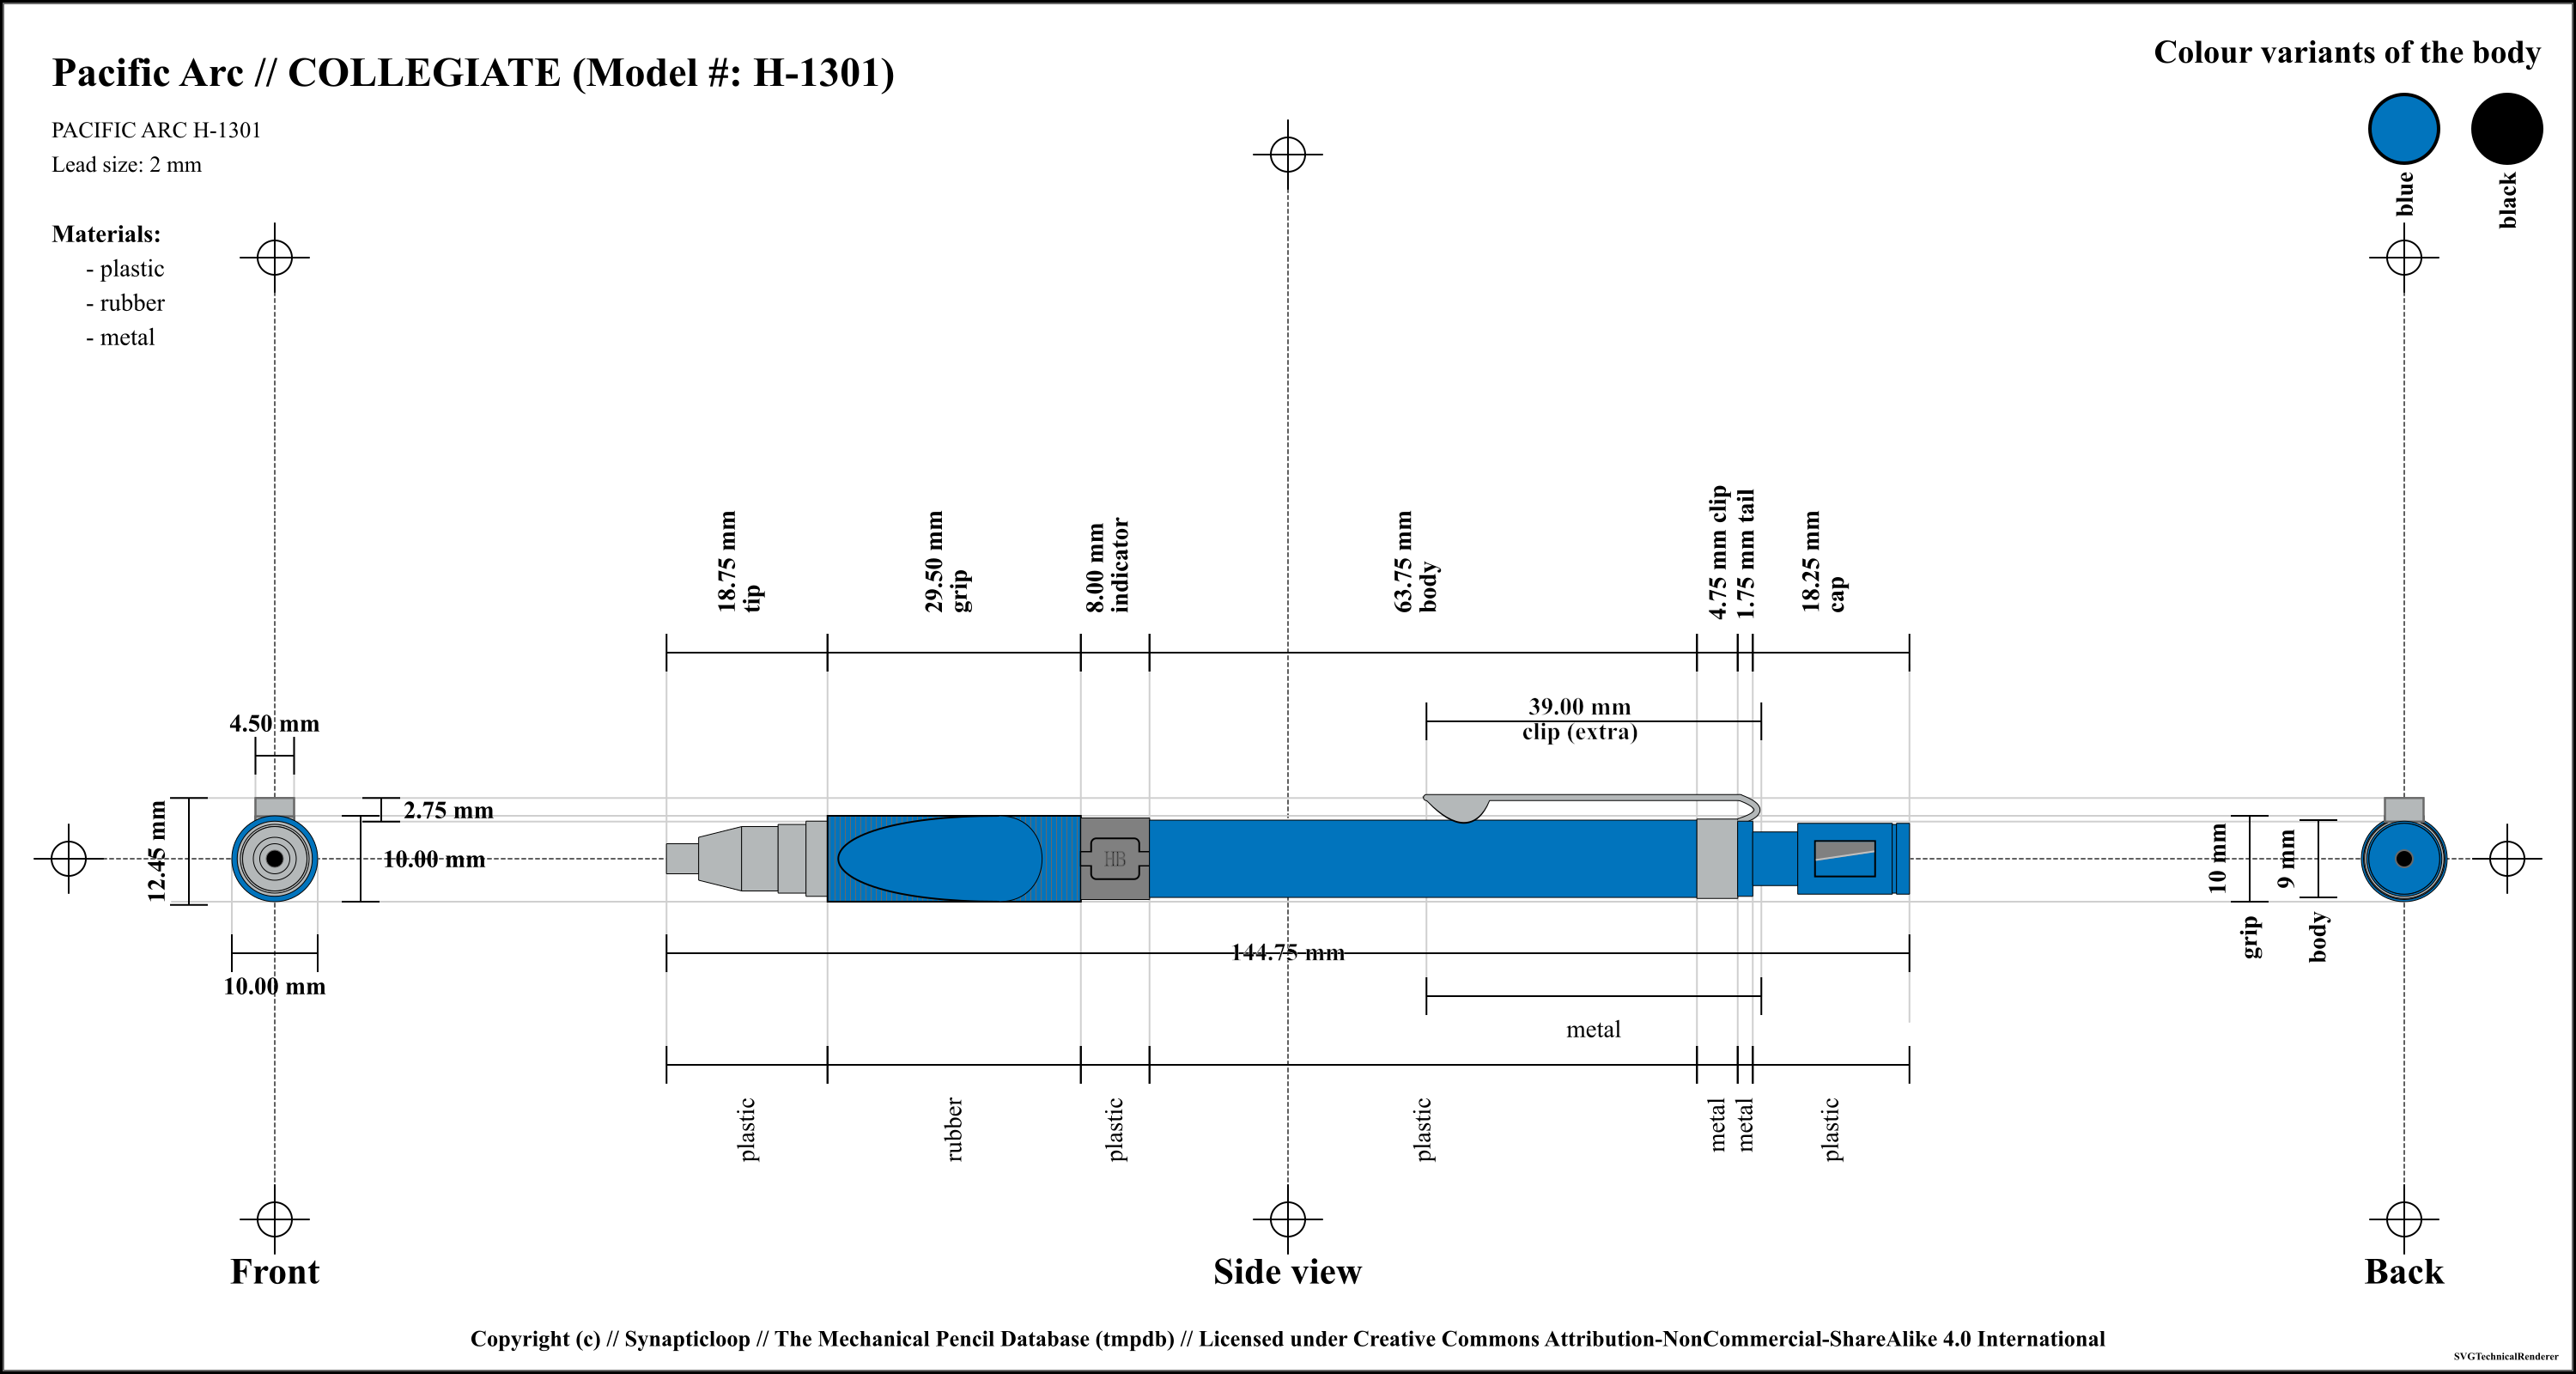 Pacific Arc // COLLEGIATE (Model #: H-1301)
PACIFIC ARC H-1301
Lead size: 2 mm
Materials:
- plastic
- rubber
- metal
Colour variants of the body
blue
black
18.75 mm
tip
29.50 mm
grip
8.00 mm
indicator
63.75 mm
body
4.75 mm clip
1.75 mm tail
18.25 mm
cap
39.00 mm
clip (extra)
4.50 mm
12.45 mm
2.75 mm
10.00 mm
10.00 mm
HB
144.75 mm
10 mm
grip
9 mm
body
metal
plastic
rubber
plastic
plastic
metal
metal
plastic
Front
Side view
Back
Copyright (c) // Synapticloop // The Mechanical Pencil Database (tmpdb) // Licensed under Creative Commons Attribution-NonCommercial-ShareAlike 4.0 International
SVGTechnicalRenderer